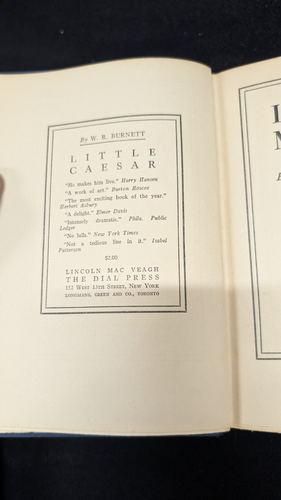 By W. R. BURNETT
LITTLE
CAESAR
"He makes him live." Harry Hansen
"A work of art." Burton Rascoe
"The most exciting book of the year."
Herbert Asbury
"A delight." Elmer Davis
"Intensely dramatic." Phila. Public
Ledger
"No bells." New York Times
"Not a tedious line in it." Isabel
Patterson
$2.00
LINCOLN MAC VEAGH
THE DIAL PRESS
152 WEST 13TH STREET, NEW YORK
LONGMANS, GREEN AND CO., TORONTO